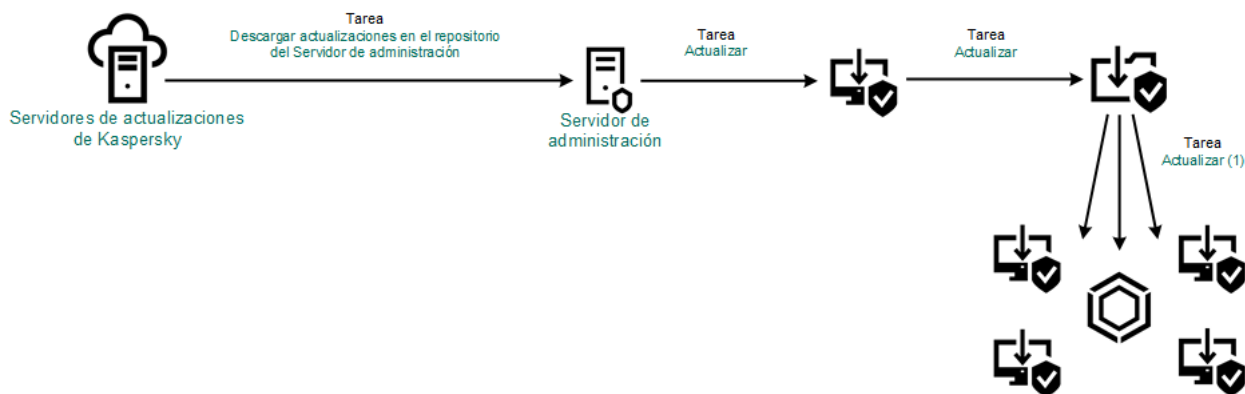 Tarea
Descargar actualizaciones en el repositorio
del Servidor de administración
Tarea
Actualizar
Tarea
Actualizar
Servidores de actualizaciones
de Kaspersky
Servidor de
administración
Tarea
Actualizar (1)